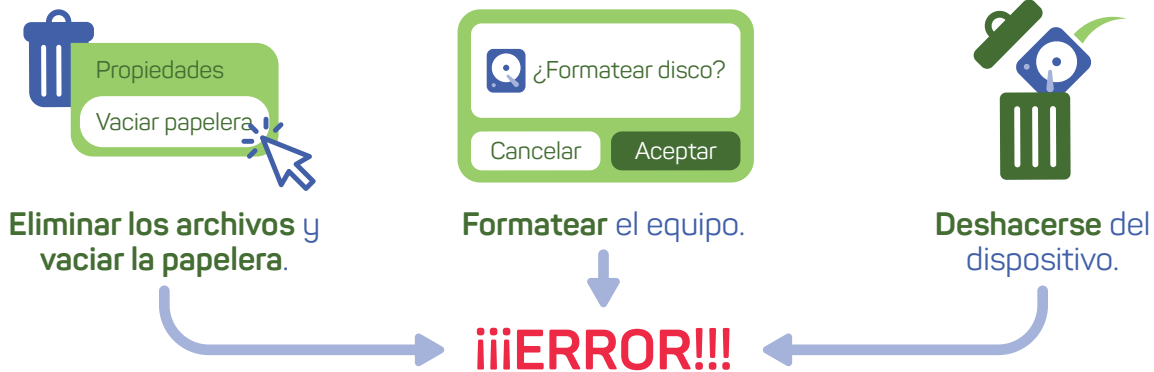 Propiedades
Vaciar papelera
¿Formatear disco?
Cancelar
Aceptar
Eliminar los archivos y
vaciar la papelera.
Formatear el equipo.
Deshacerse del
dispositivo.
¡¡¡ERROR!!!